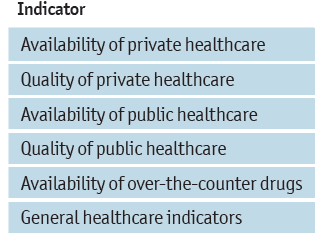 Indicator
Availability of private healthcare
Quality of private healthcare
Availability of public healthcare
Quality of public healthcare
Availability of over-the-counter drugs
General healthcare indicators